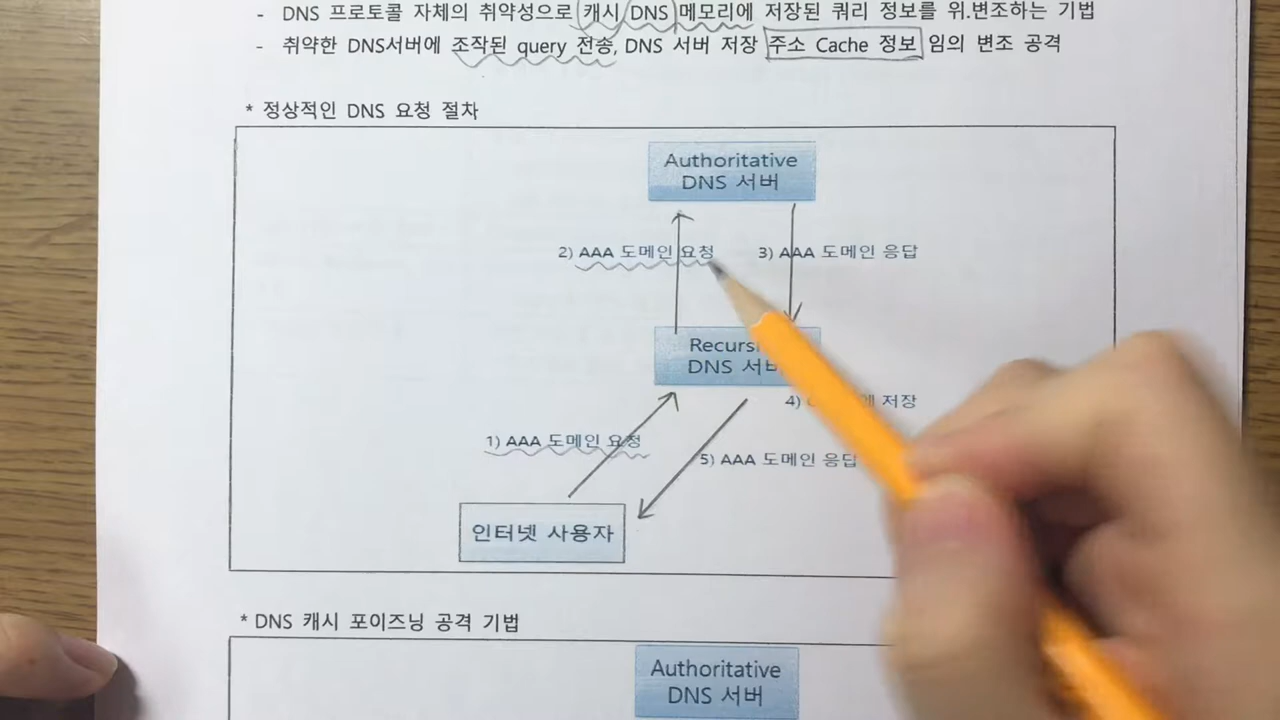 - DNS 프로토콜 자체의 취약성으로 캐시 DNS 메모리에 저장된 쿼리 정보를 위.변조하는 기법
- 취약한 DNS서버에 조작된 query 전송, DNS 서버 저장 주소 Cache 정보 임의 변조 공격
* 정상적인 DNS 요청 절차
Authoritative
DNS 서버
2) AAA 도메인 요청
3) AAA 도메인 응답
DNS
4) 저장
1) AAA 도메인 요청
5) AAA 도메인 응답
인터넷 사용자
* DNS 캐시 포이즈닝 공격 기법
Authoritative
DNS 서버